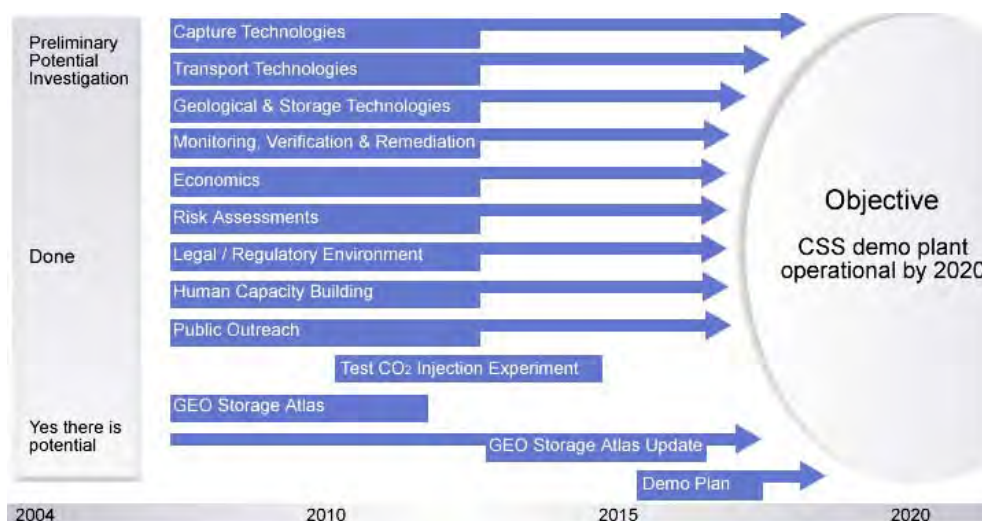 Preliminary
Potential
Investigation
Done
Yes there is
potential
Capture Technologies
Transport Technologies
Geological & Storage Technologies
Monitoring, Verification & Remediation
Economics
Risk Assessments
Legal / Regulatory Environment
Human Capacity Building
Public Outreach
Test CO₂ Injection Experiment
GEO Storage Atlas
GEO Storage Atlas Update
Demo Plan
Objective
CSS demo plant
operational by 2020
2004 2010 2015 2020